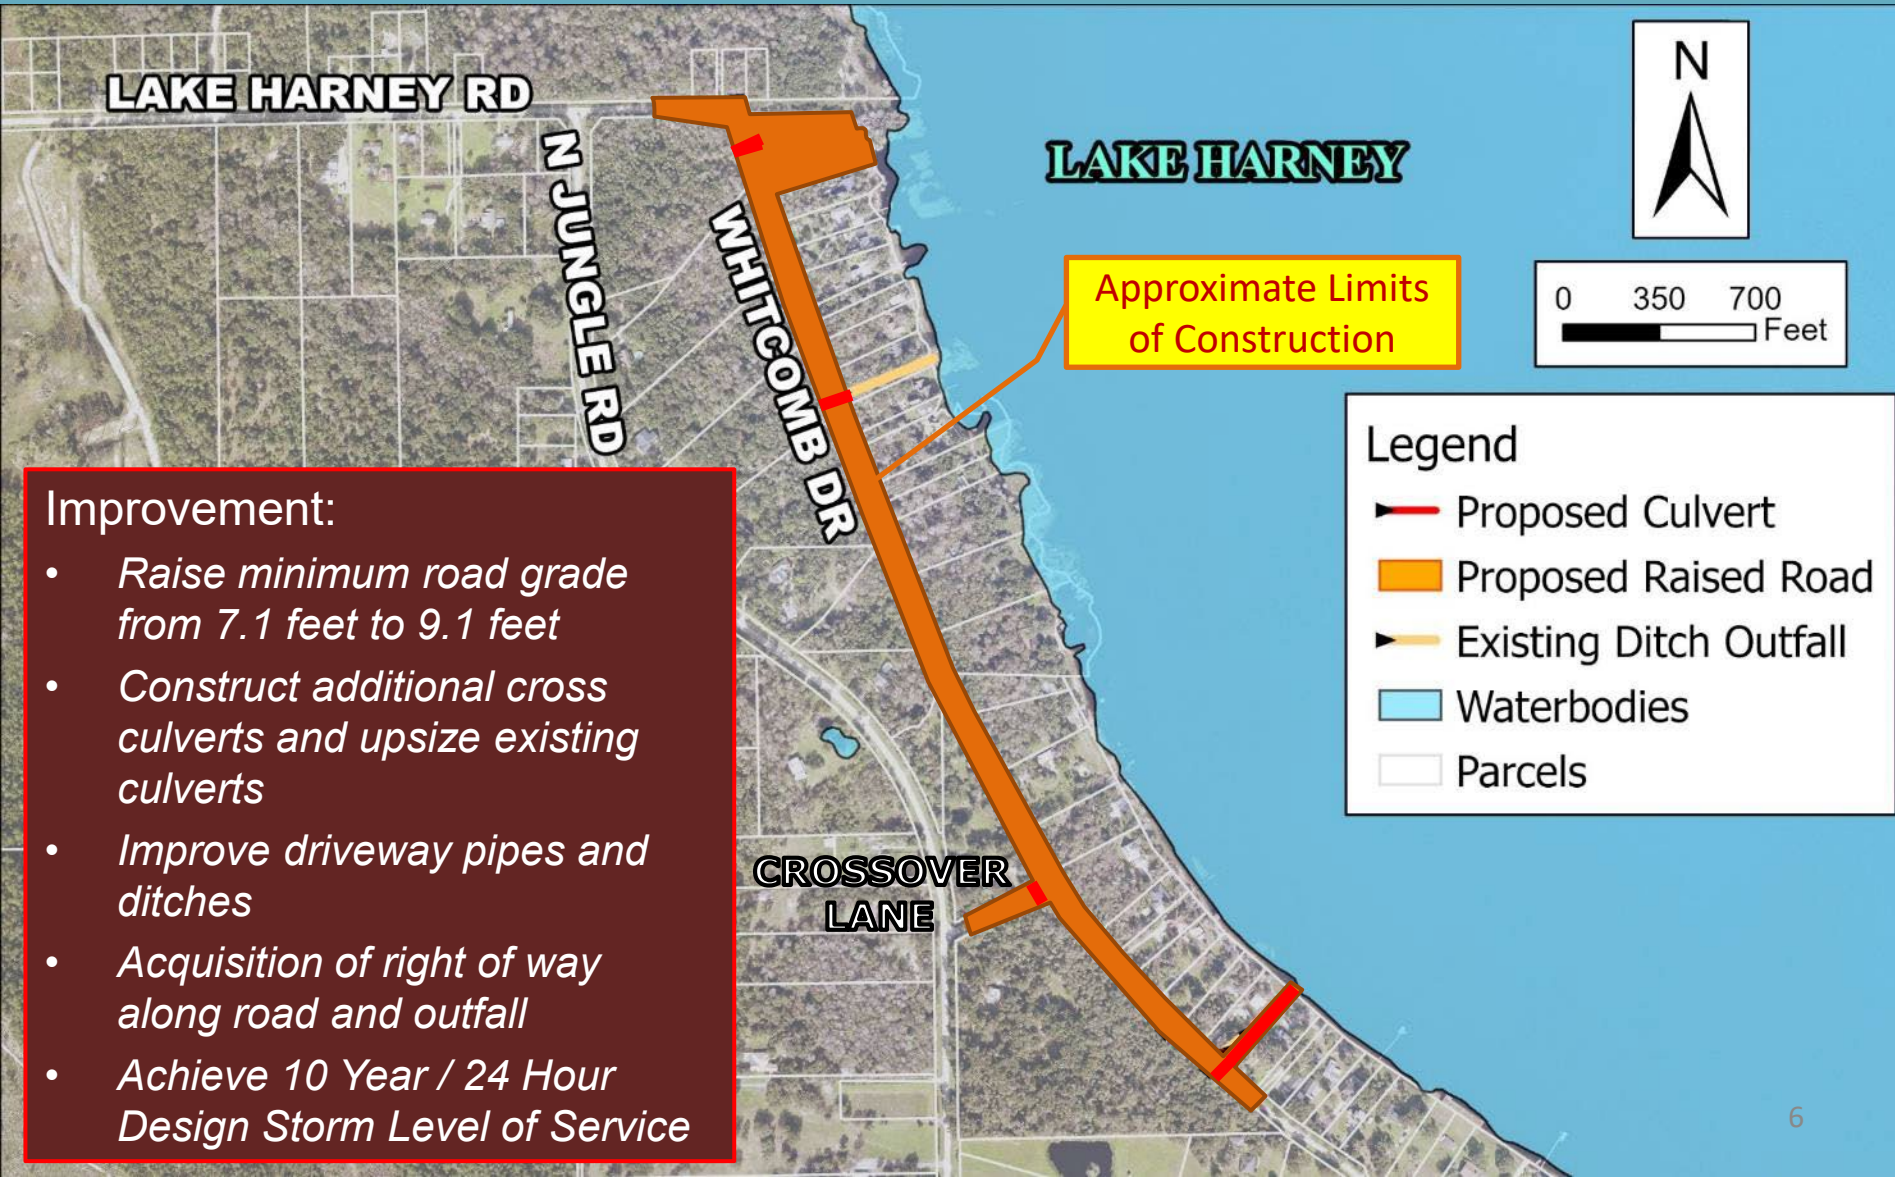 LAKE HARNEY RD
N JUNGLE RD
WHITCOMB DR
LAKE HARNEY
N
Approximate Limits
of Construction
0 350 700
Feet
Legend
Proposed Culvert
Proposed Raised Road
Existing Ditch Outfall
Waterbodies
Parcels
Improvement:
• Raise minimum road grade
from 7.1 feet to 9.1 feet
• Construct additional cross
culverts and upsize existing
culverts
• Improve driveway pipes and
ditches
• Acquisition of right of way
along road and outfall
• Achieve 10 Year / 24 Hour
Design Storm Level of Service
CROSSOVER
LANE
6